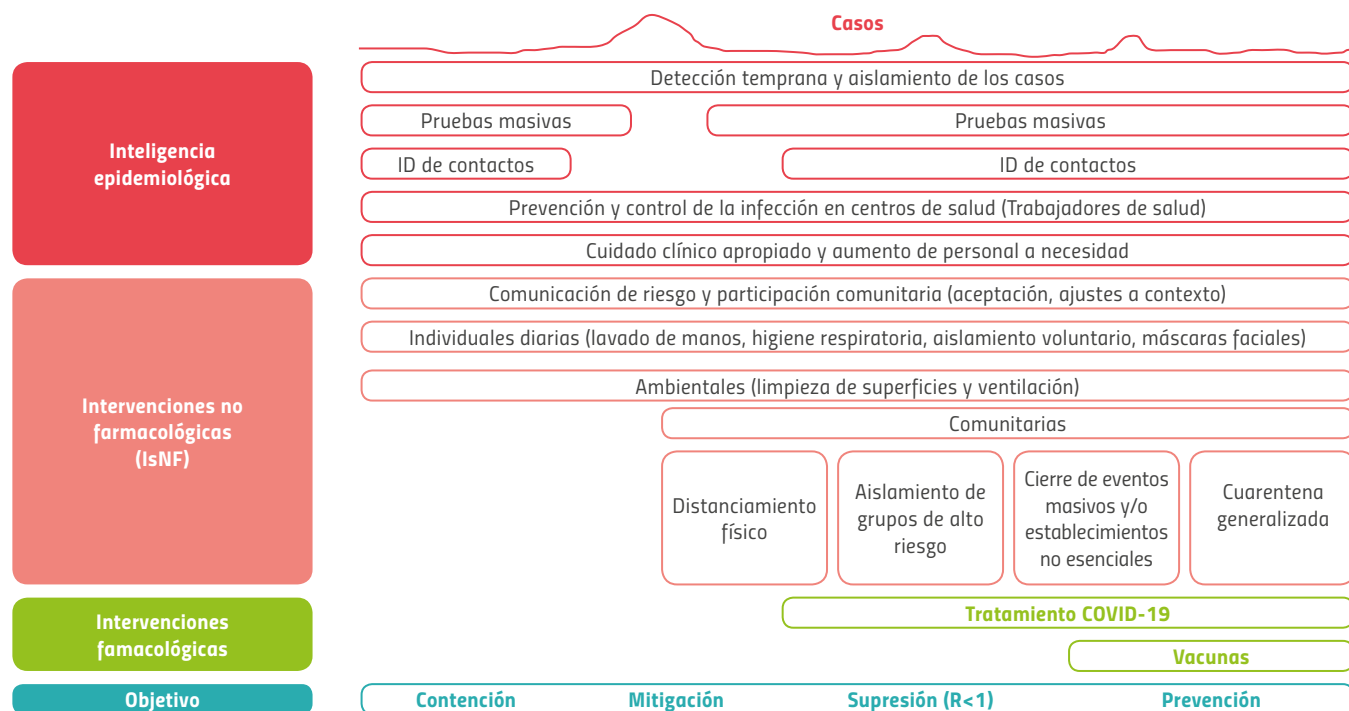 Casos
Inteligencia
epidemiológica
Detección temprana y aislamiento de los casos
Pruebas masivas
Pruebas masivas
ID de contactos
ID de contactos
Prevención y control de la infección en centros de salud (Trabajadores de salud)
Cuidado clínico apropiado y aumento de personal a necesidad
Intervenciones no
farmacológicas
(IsNF)
Comunicación de riesgo y participación comunitaria (aceptación, ajustes a contexto)
Individuales diarias (lavado de manos, higiene respiratoria, aislamiento voluntario, máscaras faciales)
Ambientales (limpieza de superficies y ventilación)
Comunitarias
Distanciamiento
físico
Aislamiento de
grupos de alto
riesgo
Cierre de eventos
masivos y/o
establecimientos
no esenciales
Cuarentena
generalizada
Intervenciones
famacológicas
Tratamiento COVID-19
Vacunas
Objetivo
Contención
Mitigación
Supresión (R<1)
Prevención